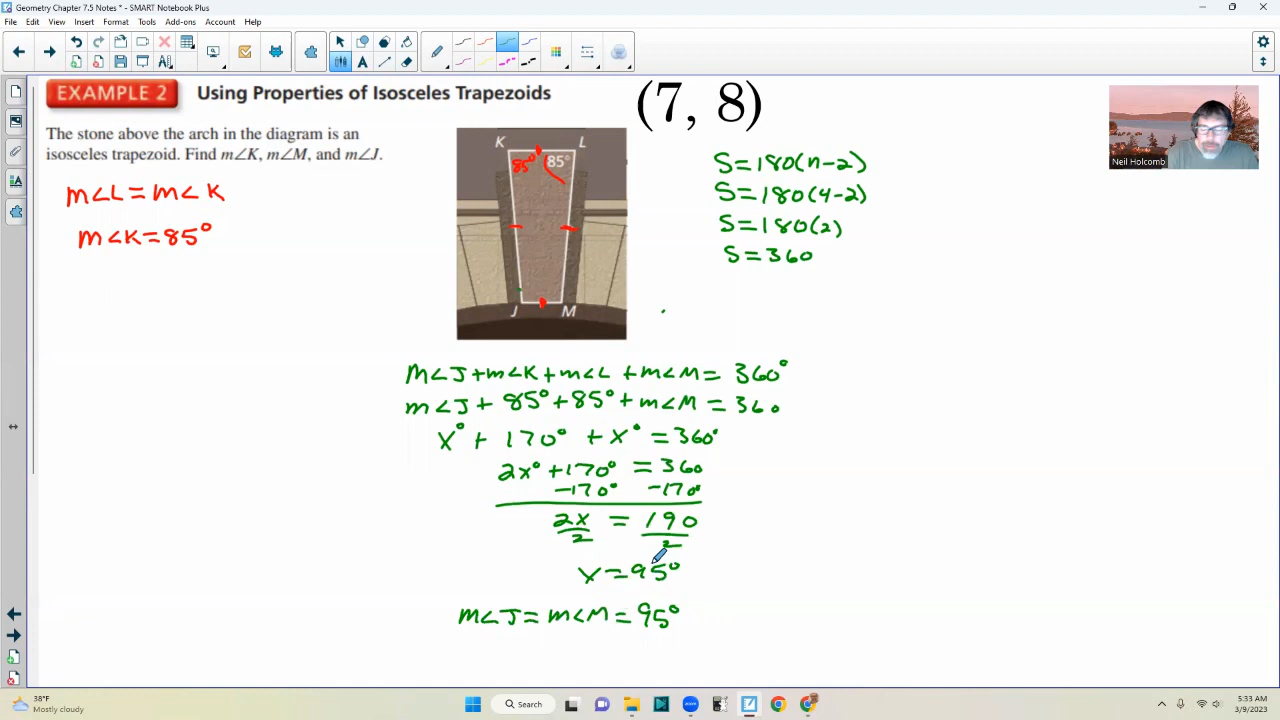 Geometry Chapter 7.5 Notes * - SMART Notebook Plus
File Edit View Insert Format Tools Add-ons Account Help
EXAMPLE 2 Using Properties of Isosceles Trapezoids
(7, 8)
The stone above the arch in the diagram is an
isosceles trapezoid. Find m∠K, m∠M, and m∠J.
m∠L = m∠K
m∠K = 85°
K L
85° 85°
J M
S = 180(n-2)
S = 180(4-2)
S = 180(2)
S = 360
m∠J + m∠K + m∠L + m∠M = 360°
m∠J + 85° + 85° + m∠M = 360
x° + 170° + x° = 360°
2x° + 170° = 360
-170° -170°
2x = 190
2 2
x = 95°
m∠J = m∠M = 95°
Neil Holcomb
38°F
Mostly cloudy
Search
5:33 AM
3/9/2023